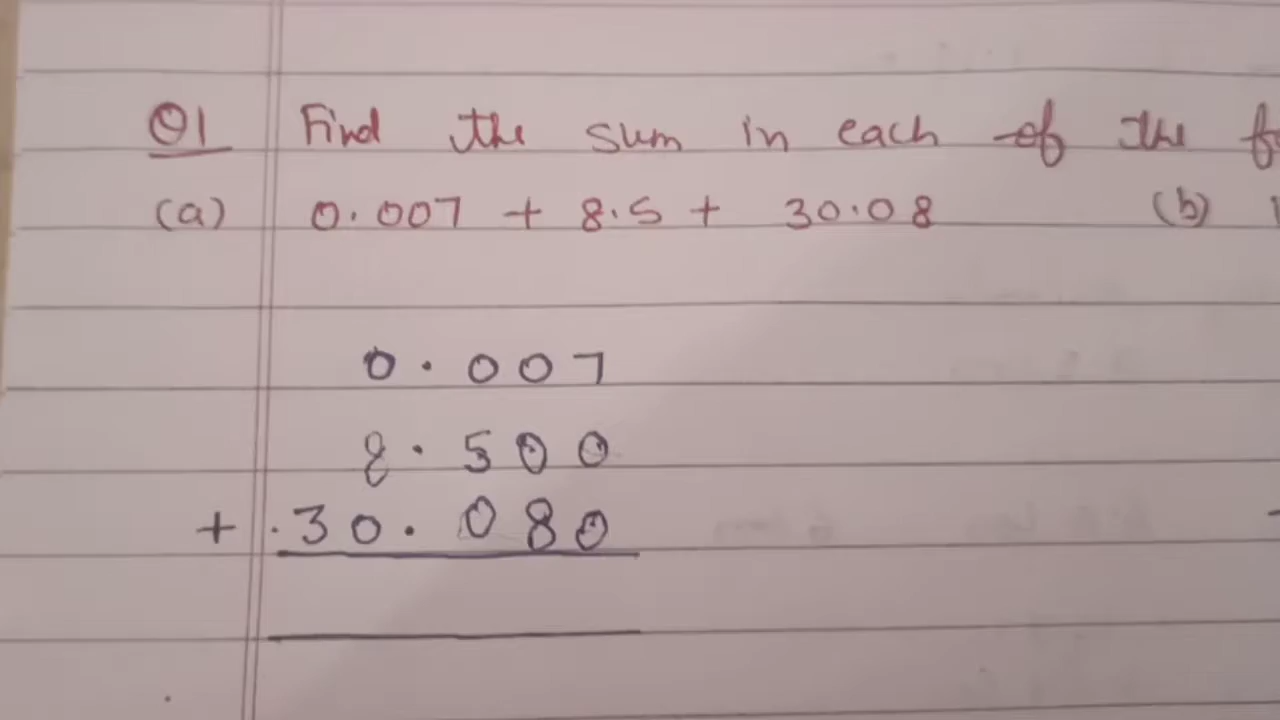 Q1 Find the sum in each of the
(a) 0.007 + 8.5 + 30.08 (b)
0.007
8.500
+ 30.080